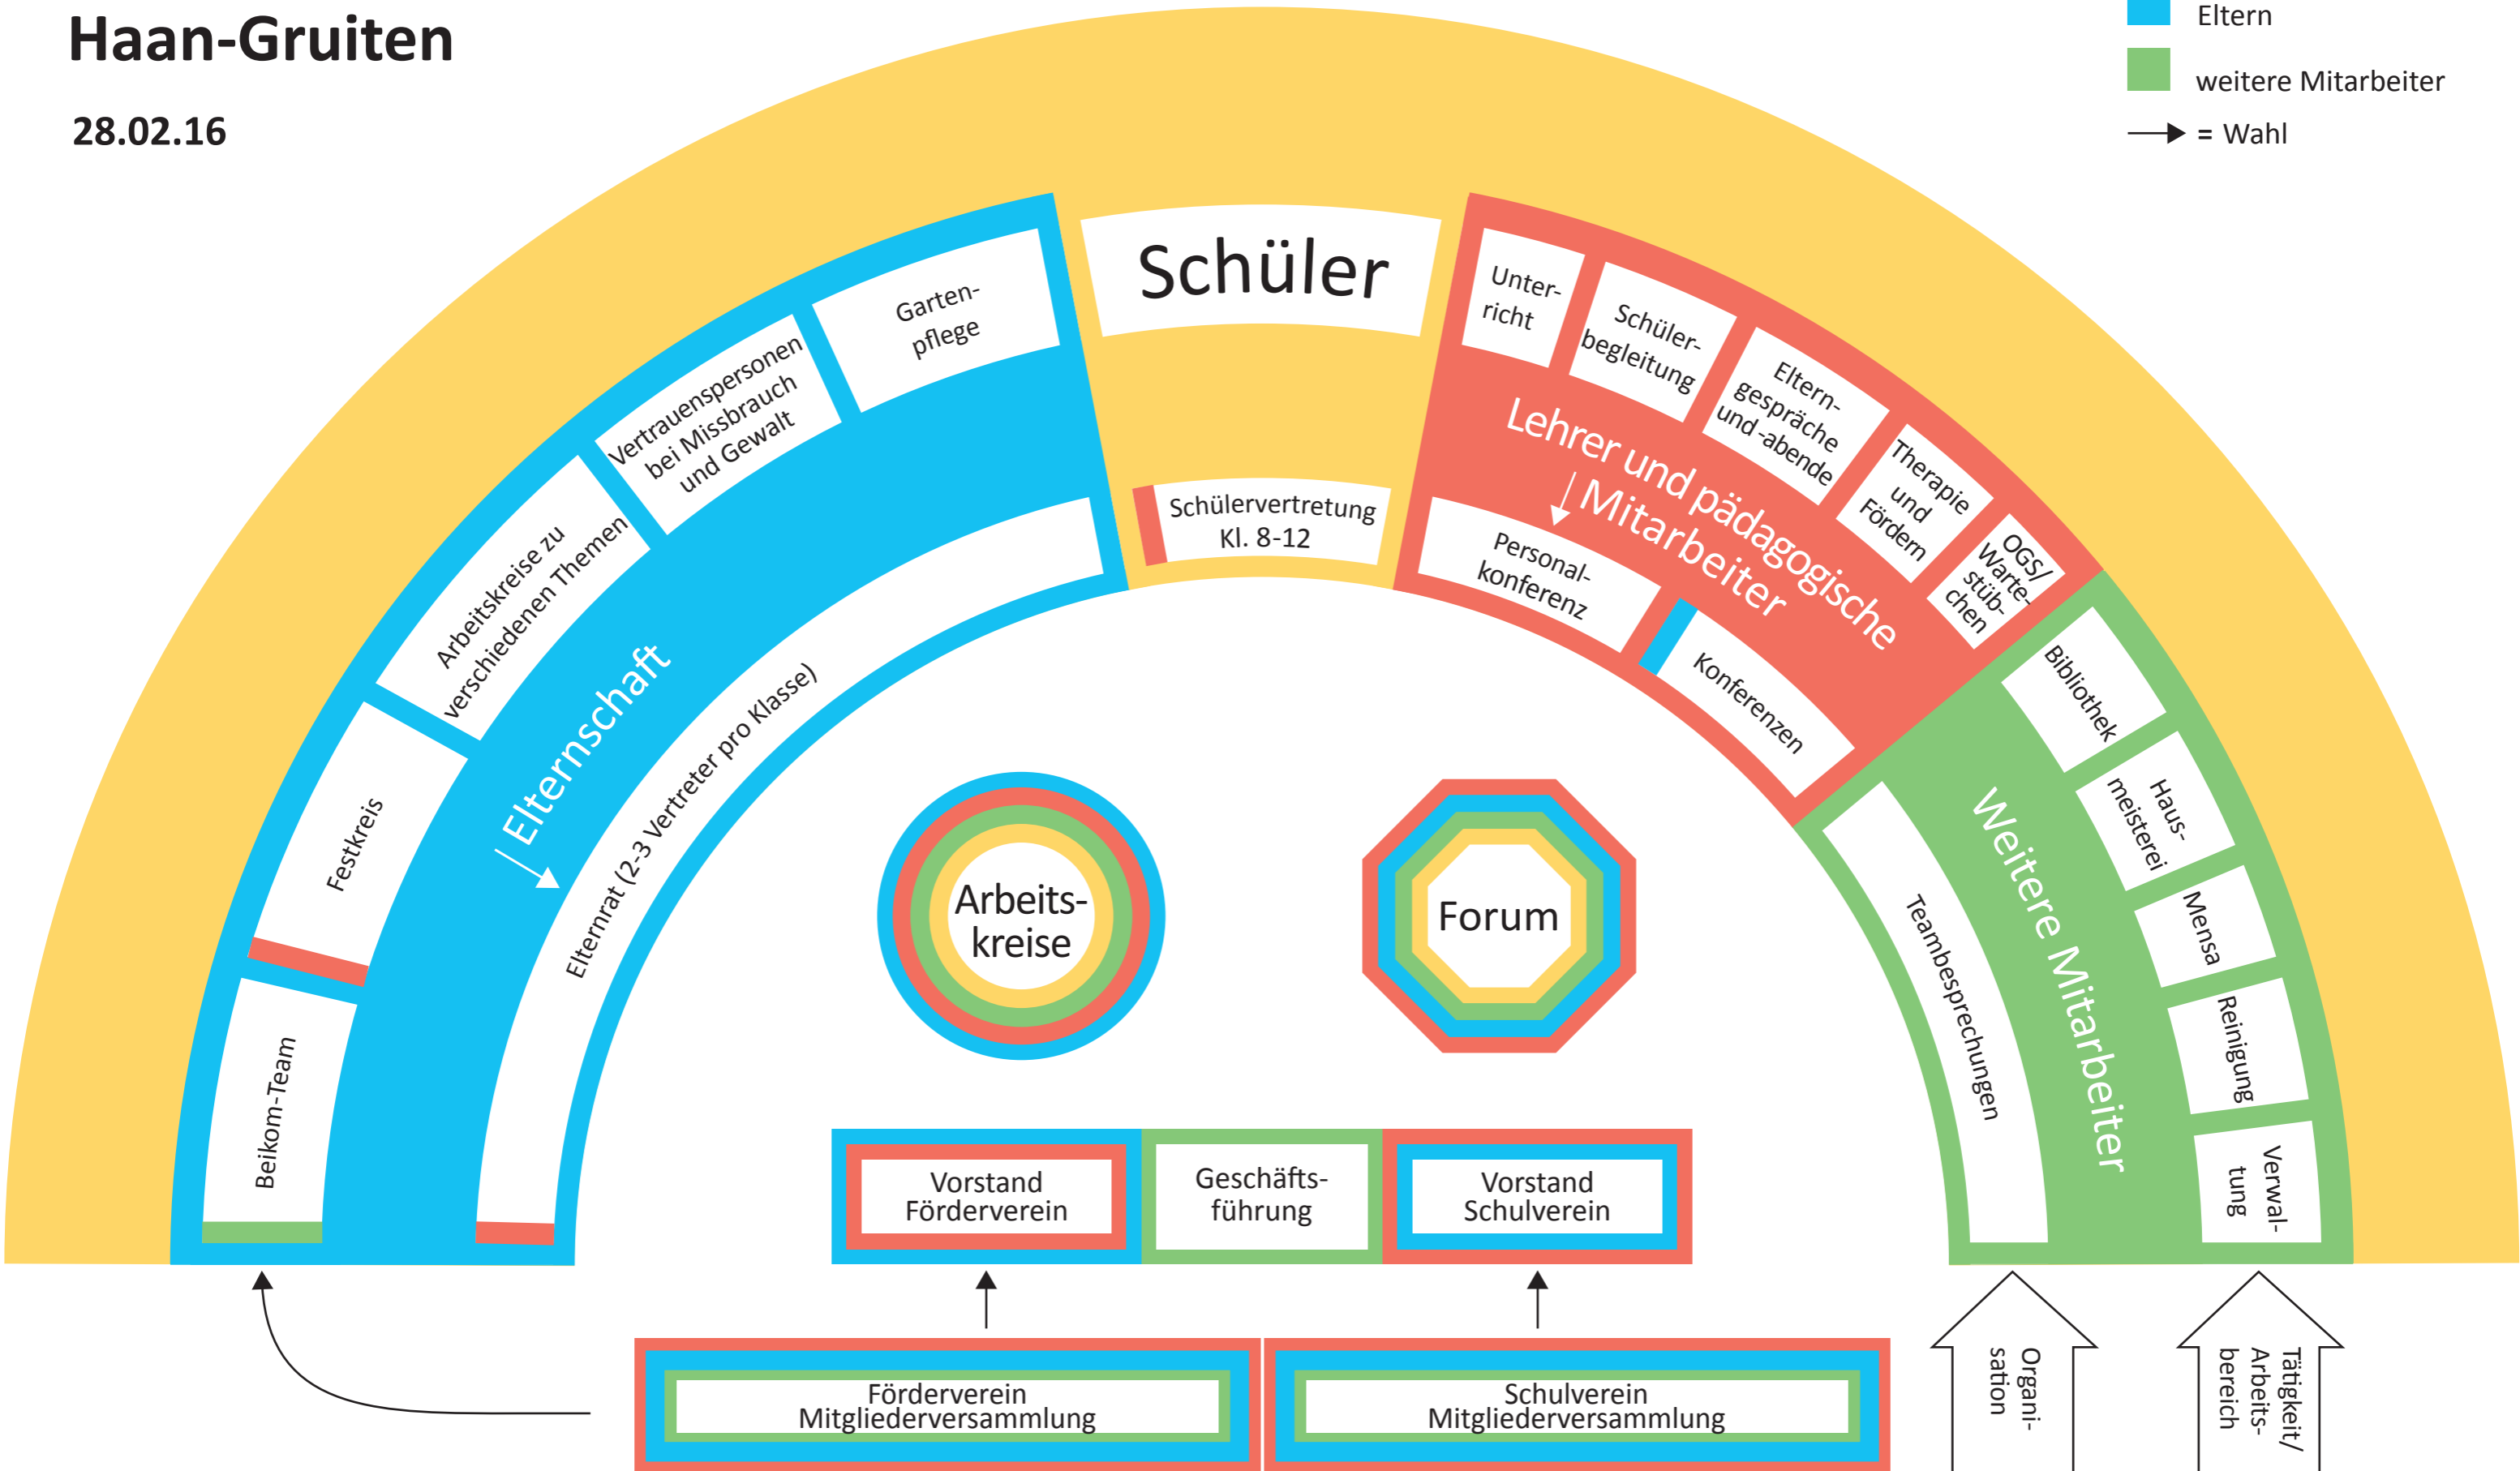 Haan-Gruiten
28.02.16
Eltern
weitere Mitarbeiter
= Wahl
Schüler
Schülervertretung
Kl. 8-12
Garten-
pflege
Vertrauenspersonen
bei Missbrauch
und Gewalt
Arbeitskreise zu
verschiedenen Themen
Festkreis
Beikom-Team
Elternschaft
Elternrat (2-3 Vertreter pro Klasse)
Unter-
richt
Schüler-
begleitung
Eltern-
gespräche
und -abende
Therapie
und
Fördern
OGS/
Warte-
stüb-
chen
Lehrer und pädagogische
Mitarbeiter
Personal-
konferenz
Konferenzen
Bibliothek
Haus-
meisterei
Mensa
Reinigung
Verwal-
tung
Weitere Mitarbeiter
Teambesprechungen
Arbeits-
kreise
Forum
Vorstand
Förderverein
Geschäfts-
führung
Vorstand
Schulverein
Förderverein
Mitgliederversammlung
Schulverein
Mitgliederversammlung
Organi-
sation
Tätigkeit/
Arbeits-
bereich